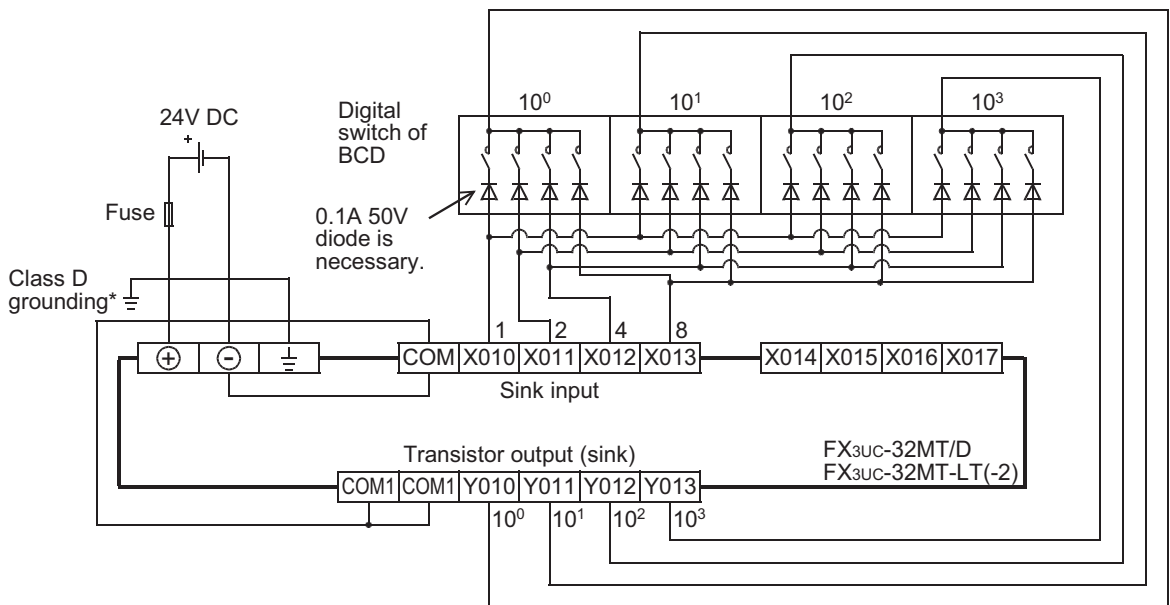 10⁰ 10¹ 10² 10³
24V DC
+
Digital
switch of
BCD
Fuse
0.1A 50V
diode is
necessary.
Class D
grounding*
1 2 4 8
+ - COM X010 X011 X012 X013 X014 X015 X016 X017
Sink input
Transistor output (sink)
FX3UC-32MT/D
FX3UC-32MT-LT(-2)
COM1 COM1 Y010 Y011 Y012 Y013
10⁰ 10¹ 10² 10³